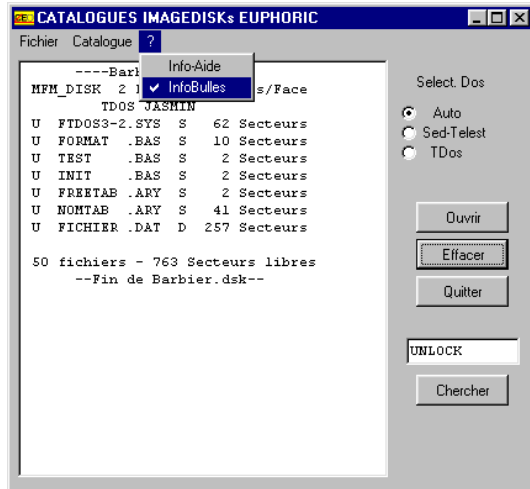 CATALOGUES IMAGEDISKs EUPHORIC
Fichier Catalogue ?
Info-Aide
InfoBulles
----Bar
MFM_DISK 2 s/Face
TDOS JASMIN
U FTDOS3-2.SYS S 62 Secteurs
U FORMAT .BAS S 10 Secteurs
U TEST .BAS S 2 Secteurs
U INIT .BAS S 2 Secteurs
U FREETAB .ARY S 2 Secteurs
U NOMTAB .ARY S 41 Secteurs
U FICHIER .DAT D 257 Secteurs
50 fichiers - 763 Secteurs libres
--Fin de Barbier.dsk--
Select. Dos
Auto
Sed-Telest
TDos
Ouvrir
Effacer
Quitter
UNLOCK
Chercher